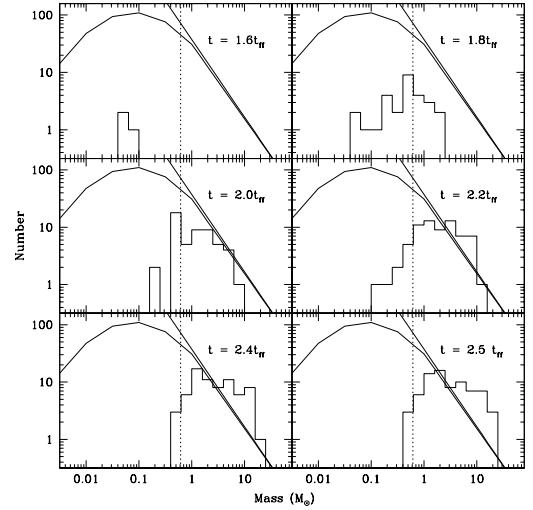 100
10
1
t = 1.6t_ff
t = 1.8t_ff
Number
100
10
1
t = 2.0t_ff
t = 2.2t_ff
100
10
1
t = 2.4t_ff
t = 2.5 t_ff
0.01 0.1 1 10
0.01 0.1 1 10
Mass (M_⊙)